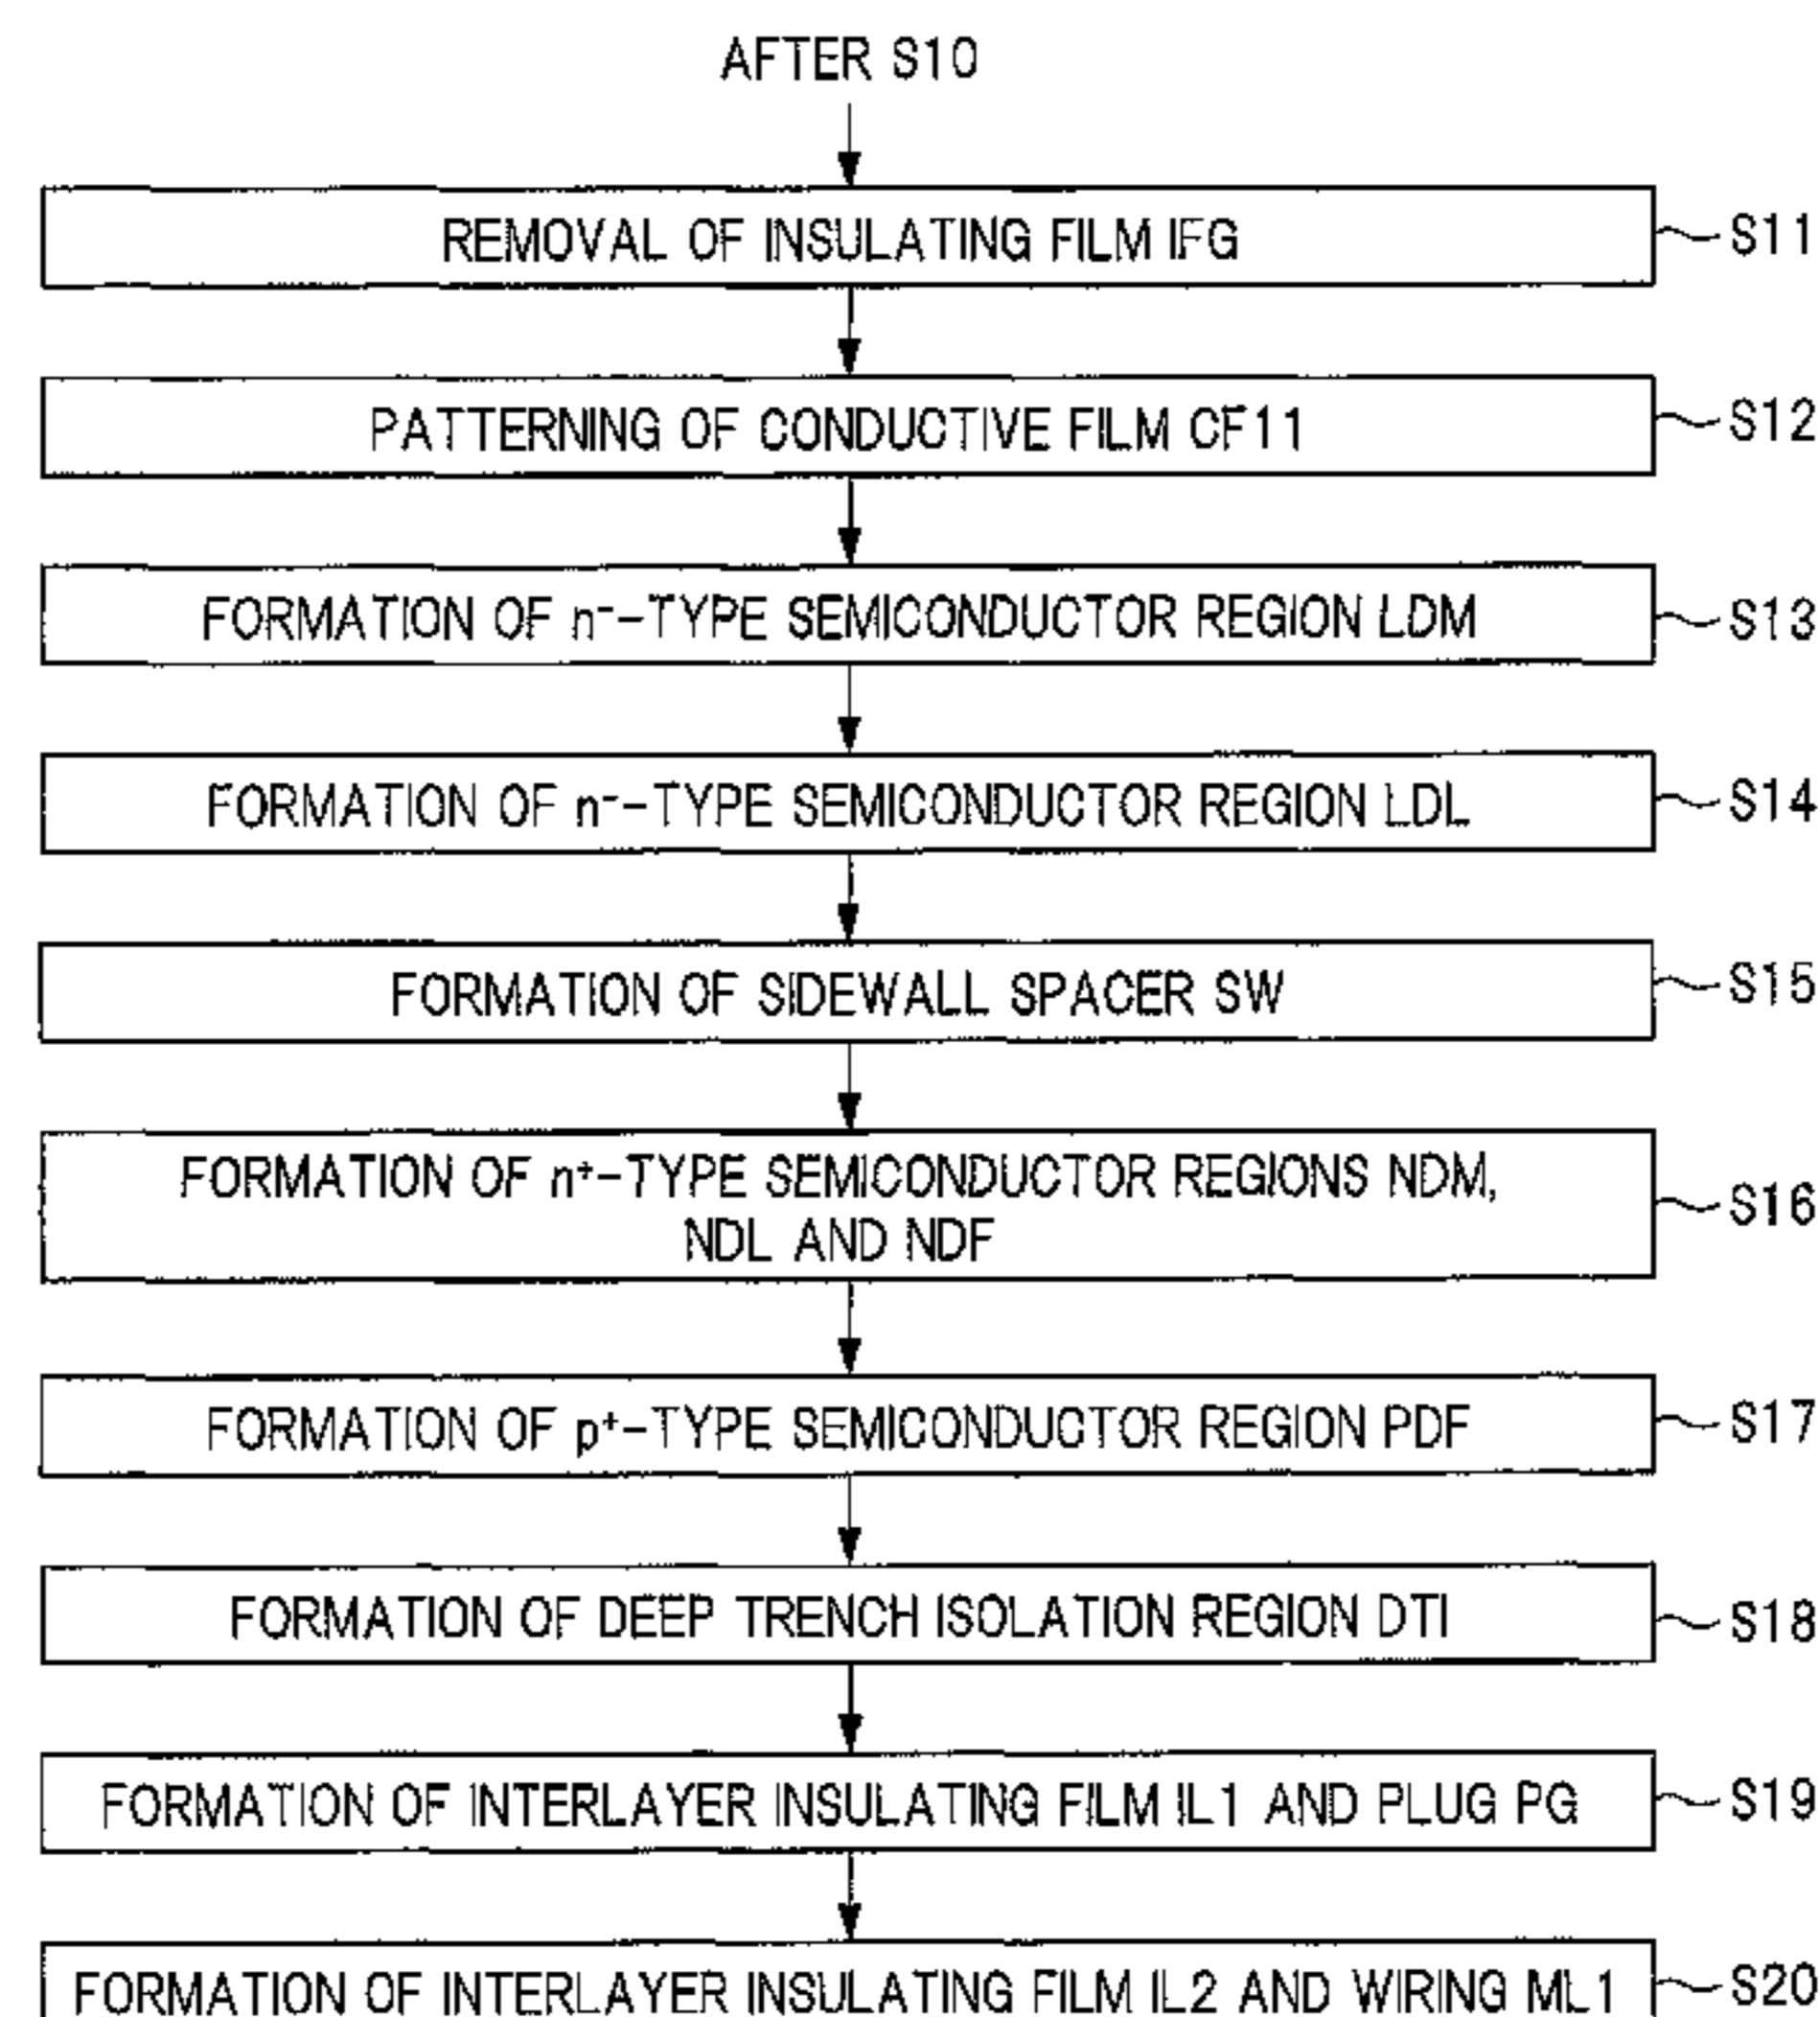 AFTER S10
REMOVAL OF INSULATING FILM IFG
S11
PATTERNING OF CONDUCTIVE FILM CF11
S12
FORMATION OF n⁻-TYPE SEMICONDUCTOR REGION LDM
S13
FORMATION OF n⁻-TYPE SEMICONDUCTOR REGION LDL
S14
FORMATION OF SIDEWALL SPACER SW
S15
FORMATION OF n⁺-TYPE SEMICONDUCTOR REGIONS NDM,
NDL AND NDF
S16
FORMATION OF p⁺-TYPE SEMICONDUCTOR REGION PDF
S17
FORMATION OF DEEP TRENCH ISOLATION REGION DTI
S18
FORMATION OF INTERLAYER INSULATING FILM IL1 AND PLUG PG
S19
FORMATION OF INTERLAYER INSULATING FILM IL2 AND WIRING ML1
S20